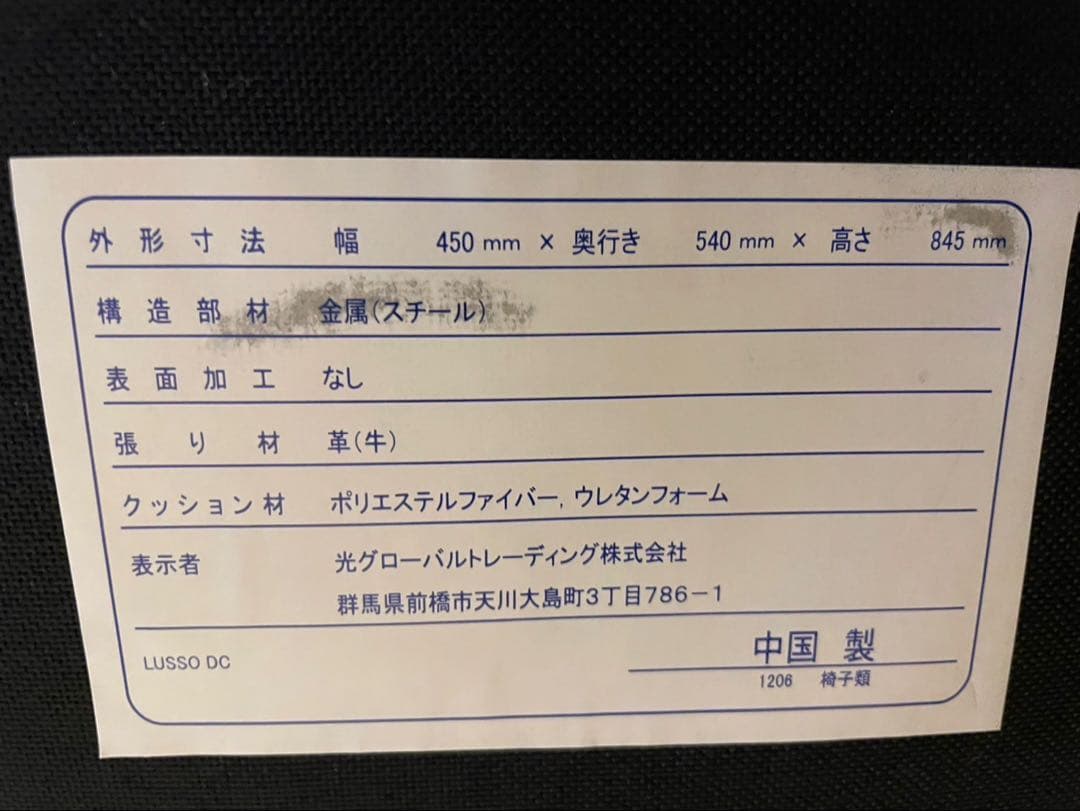 外形寸法 幅 450 mm × 奥行き 540 mm × 高さ 845 mm
構造部材 金属(スチール)
表面加工 なし
張り材 革(牛)
クッション材 ポリエステルファイバー, ウレタンフォーム
表示者 光グローバルトレーディング株式会社
群馬県前橋市天川大島町3丁目786-1
中国 製
LUSSO DC
1206 椅子類